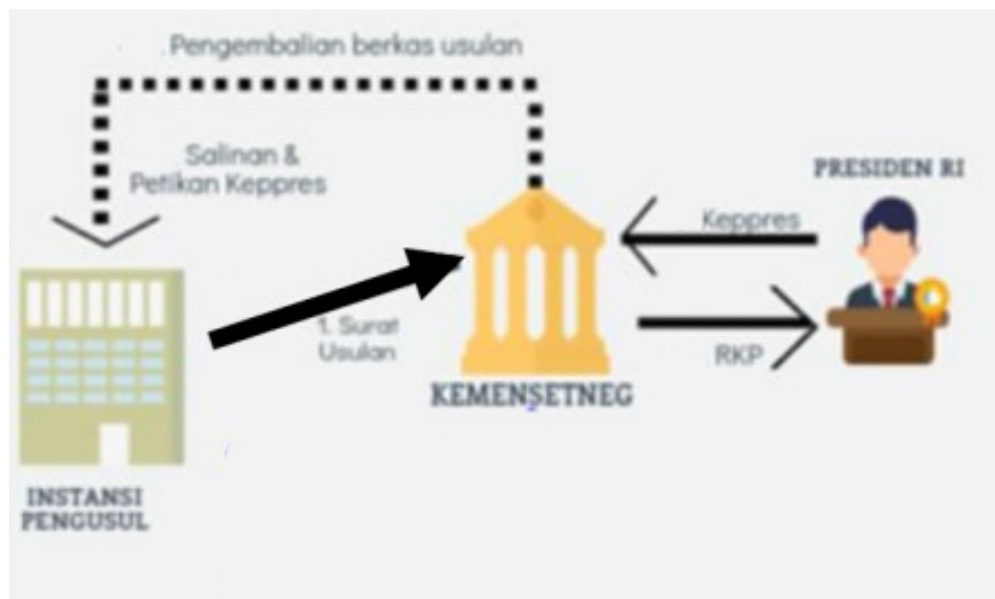 Pengembalian berkas usulan
Salinan &
Petikan Keppres
PRESIDEN RI
Keppres
1. Surat
Usulan
RKP
KEMENSETNEG
INSTANSI
PENGUSUL